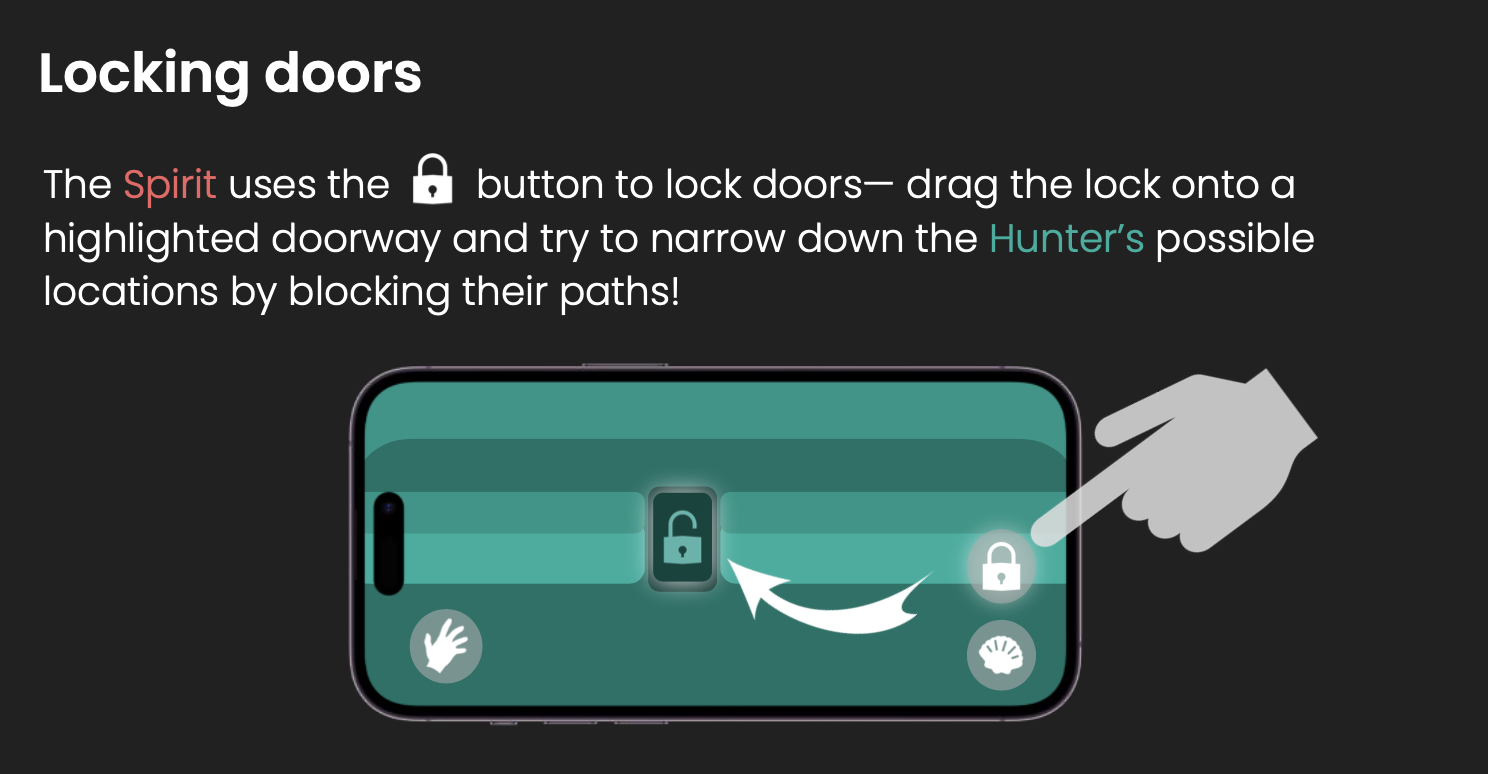 Locking doors
The Spirit uses the button to lock doors— drag the lock onto a
highlighted doorway and try to narrow down the Hunter’s possible
locations by blocking their paths!